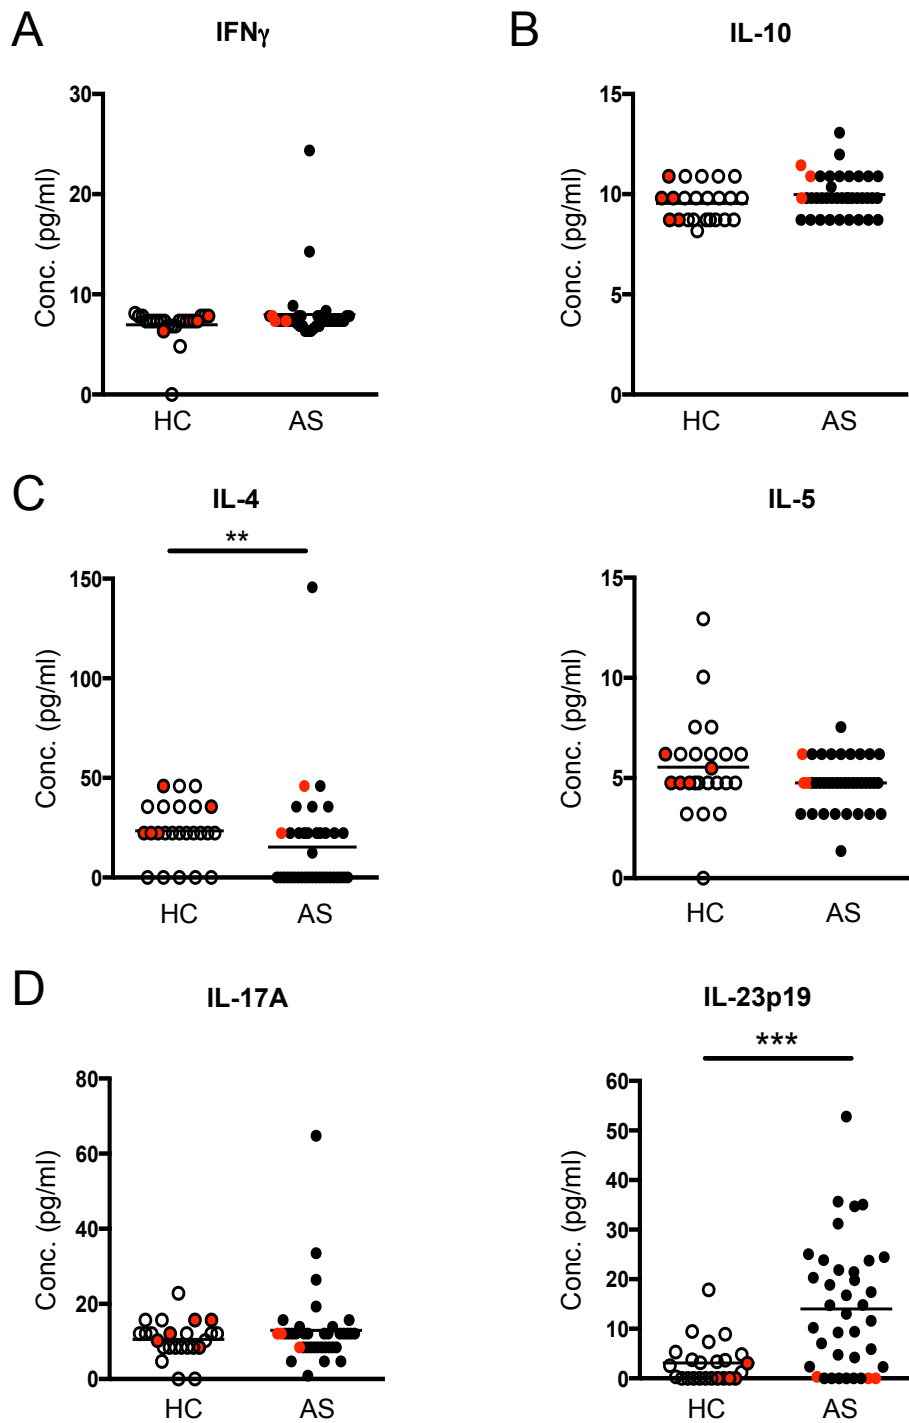 A
IFNγ
30
20
10
0
Conc. (pg/ml)
HC
AS
B
IL-10
15
10
5
0
Conc. (pg/ml)
HC
AS
C
IL-4
**
150
100
50
0
Conc. (pg/ml)
HC
AS
IL-5
15
10
5
0
Conc. (pg/ml)
HC
AS
D
IL-17A
80
60
40
20
0
Conc. (pg/ml)
HC
AS
IL-23p19
***
60
50
40
30
20
10
0
Conc. (pg/ml)
HC
AS